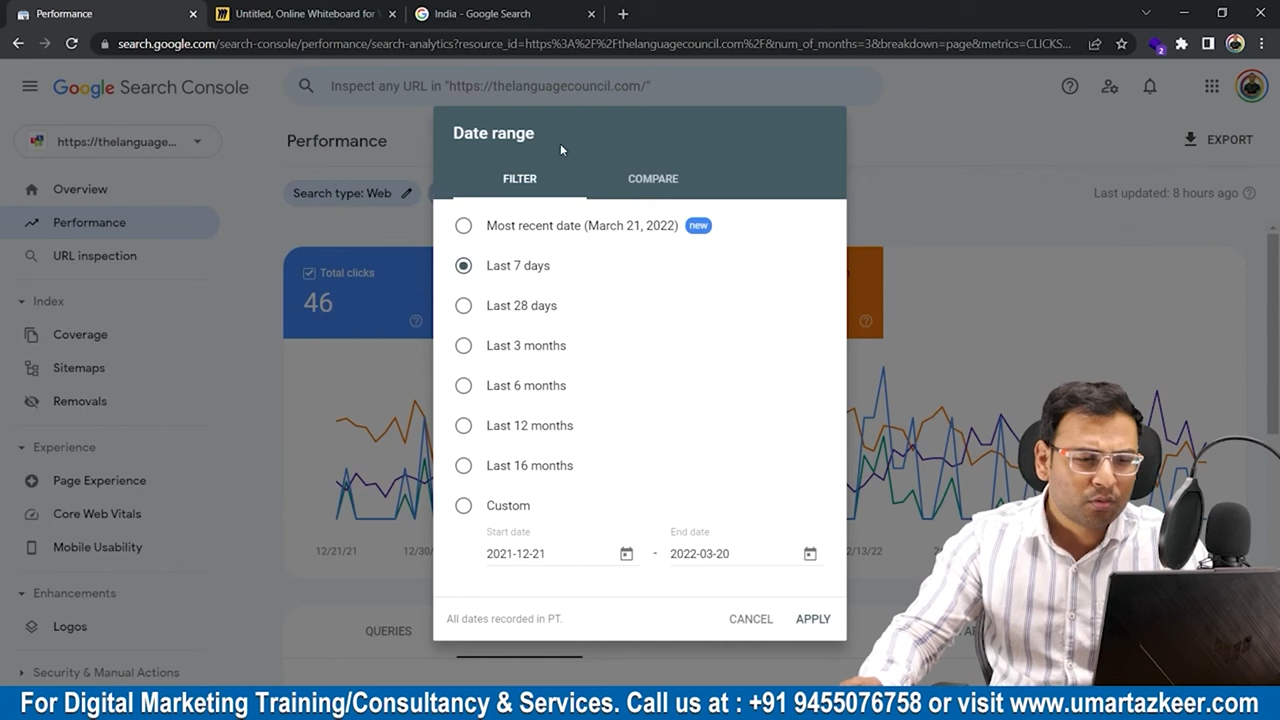 Performance
Untitled, Online Whiteboard for
India - Google Search
search.google.com/search-console/performance/search-analytics?resource_id=https%3A%2F%2Fthelanguagecouncil.com%2F&num_of_months=3&breakdown=page&metrics=CLICKS...
2
Google Search Console
Inspect any URL in "https://thelanguagecouncil.com/"
https://thelanguage...
Performance
EXPORT
Search type: Web
Last updated: 8 hours ago
Overview
Performance
URL inspection
Index
Coverage
Sitemaps
Removals
Experience
Page Experience
Core Web Vitals
Mobile Usability
Enhancements
Logos
Security & Manual Actions
Total clicks
46
12/21/21
12/30/
2/13/22
QUERIES
Date range
FILTER
COMPARE
Most recent date (March 21, 2022) new
Last 7 days
Last 28 days
Last 3 months
Last 6 months
Last 12 months
Last 16 months
Custom
Start date
2021-12-21
-
End date
2022-03-20
All dates recorded in PT.
CANCEL
APPLY
For Digital Marketing Training/Consultancy & Services. Call us at : +91 9455076758 or visit www.umartazkeer.com